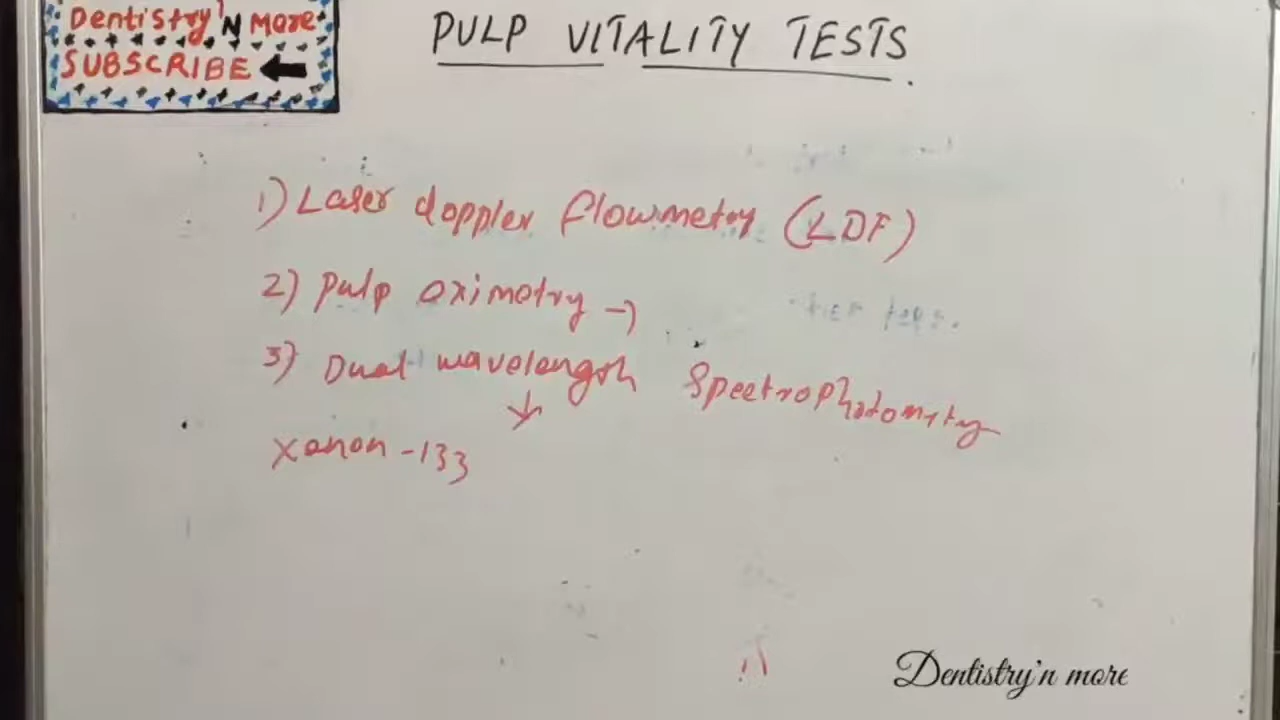 Dentistry'N More
SUBSCRIBE
PULP VITALITY TESTS
1) Laser doppler flowmetry (LDF)
2) Pulp oximetry →
3) Dual wavelength Spectrophotometry
Xenon-133
Dentistry'n more